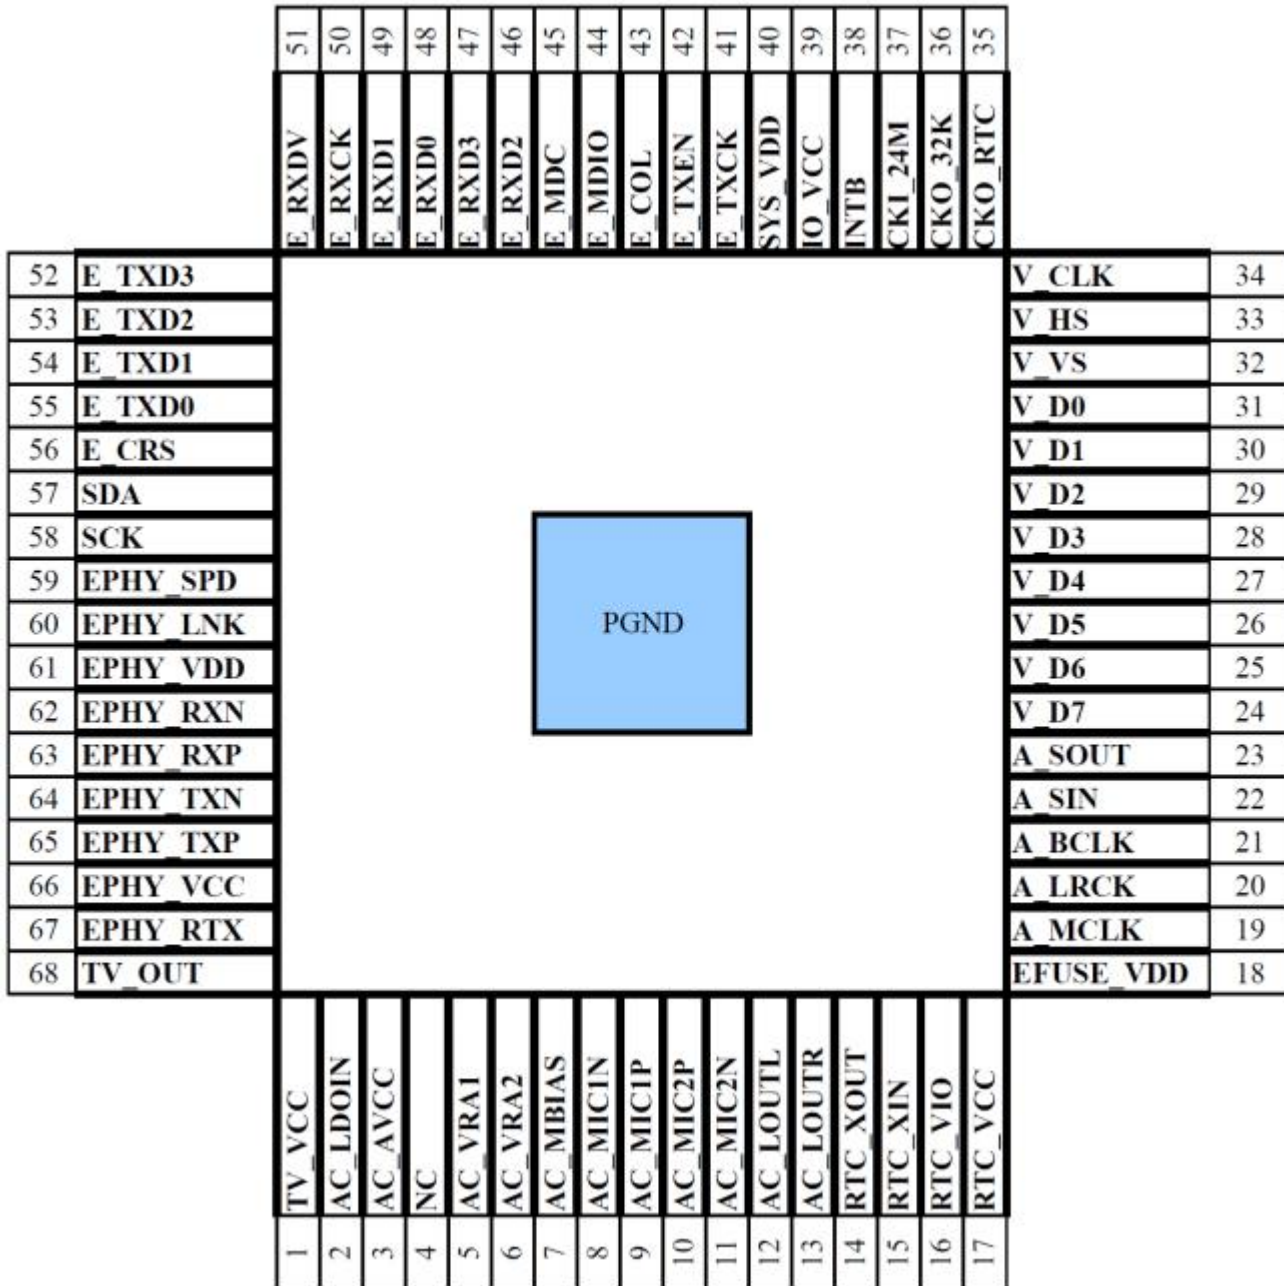 51 50 49 48 47 46 45 44 43 42 41 40 39 38 37 36 35
E_RXDV E_RXCK E_RXD1 E_RXD0 E_RXD3 E_RXD2 E_MDC E_MDIO E_COL E_TXEN E_TXCK SYS_VDD IO_VCC INTB CKI_24M CKO_32K CKO_RTC
52 E_TXD3
53 E_TXD2
54 E_TXD1
55 E_TXD0
56 E_CRS
57 SDA
58 SCK
59 EPHY_SPD
60 EPHY_LNK
61 EPHY_VDD
62 EPHY_RXN
63 EPHY_RXP
64 EPHY_TXN
65 EPHY_TXP
66 EPHY_VCC
67 EPHY_RTX
68 TV_OUT
PGND
V_CLK 34
V_HS 33
V_VS 32
V_D0 31
V_D1 30
V_D2 29
V_D3 28
V_D4 27
V_D5 26
V_D6 25
V_D7 24
A_SOUT 23
A_SIN 22
A_BCLK 21
A_LRCK 20
A_MCLK 19
EFUSE_VDD 18
TV_VCC AC_LDOIN AC_AVCC NC AC_VRA1 AC_VRA2 AC_MBIAS AC_MIC1N AC_MIC1P AC_MIC2P AC_MIC2N AC_LOUTL AC_LOUTR RTC_XOUT RTC_XIN RTC_VIO RTC_VCC
1 2 3 4 5 6 7 8 9 10 11 12 13 14 15 16 17